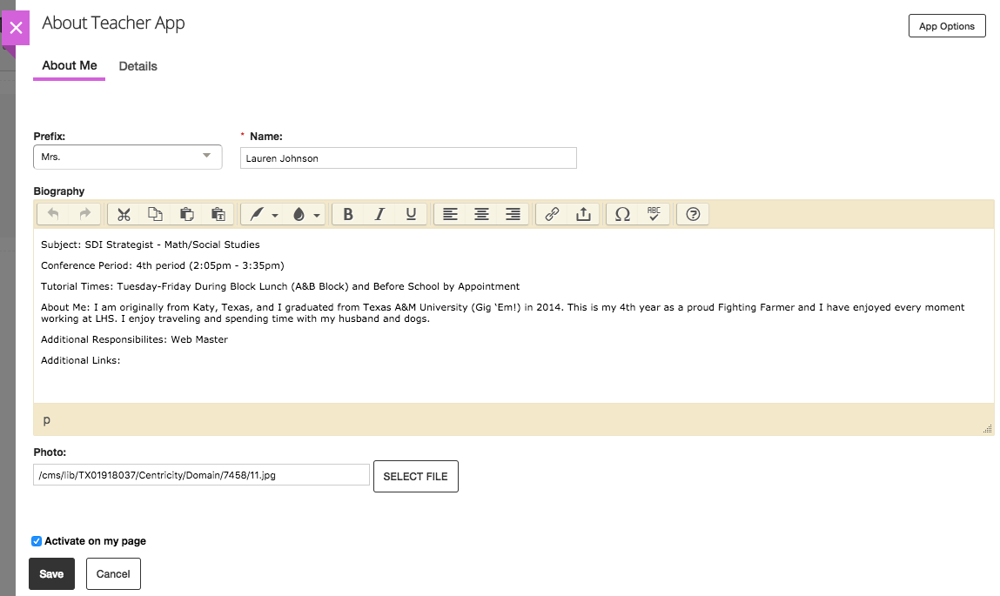 About Teacher App
App Options
About Me Details
Prefix: * Name:
Mrs. Lauren Johnson
Biography
B I U Ω ABC ?
Subject: SDI Strategist - Math/Social Studies
Conference Period: 4th period (2:05pm - 3:35pm)
Tutorial Times: Tuesday-Friday During Block Lunch (A&B Block) and Before School by Appointment
About Me: I am originally from Katy, Texas, and I graduated from Texas A&M University (Gig ‘Em!) in 2014. This is my 4th year as a proud Fighting Farmer and I have enjoyed every moment
working at LHS. I enjoy traveling and spending time with my husband and dogs.
Additional Responsibilites: Web Master
Additional Links:
p
Photo:
/cms/lib/TX01918037/Centricity/Domain/7458/11.jpg SELECT FILE
Activate on my page
Save Cancel